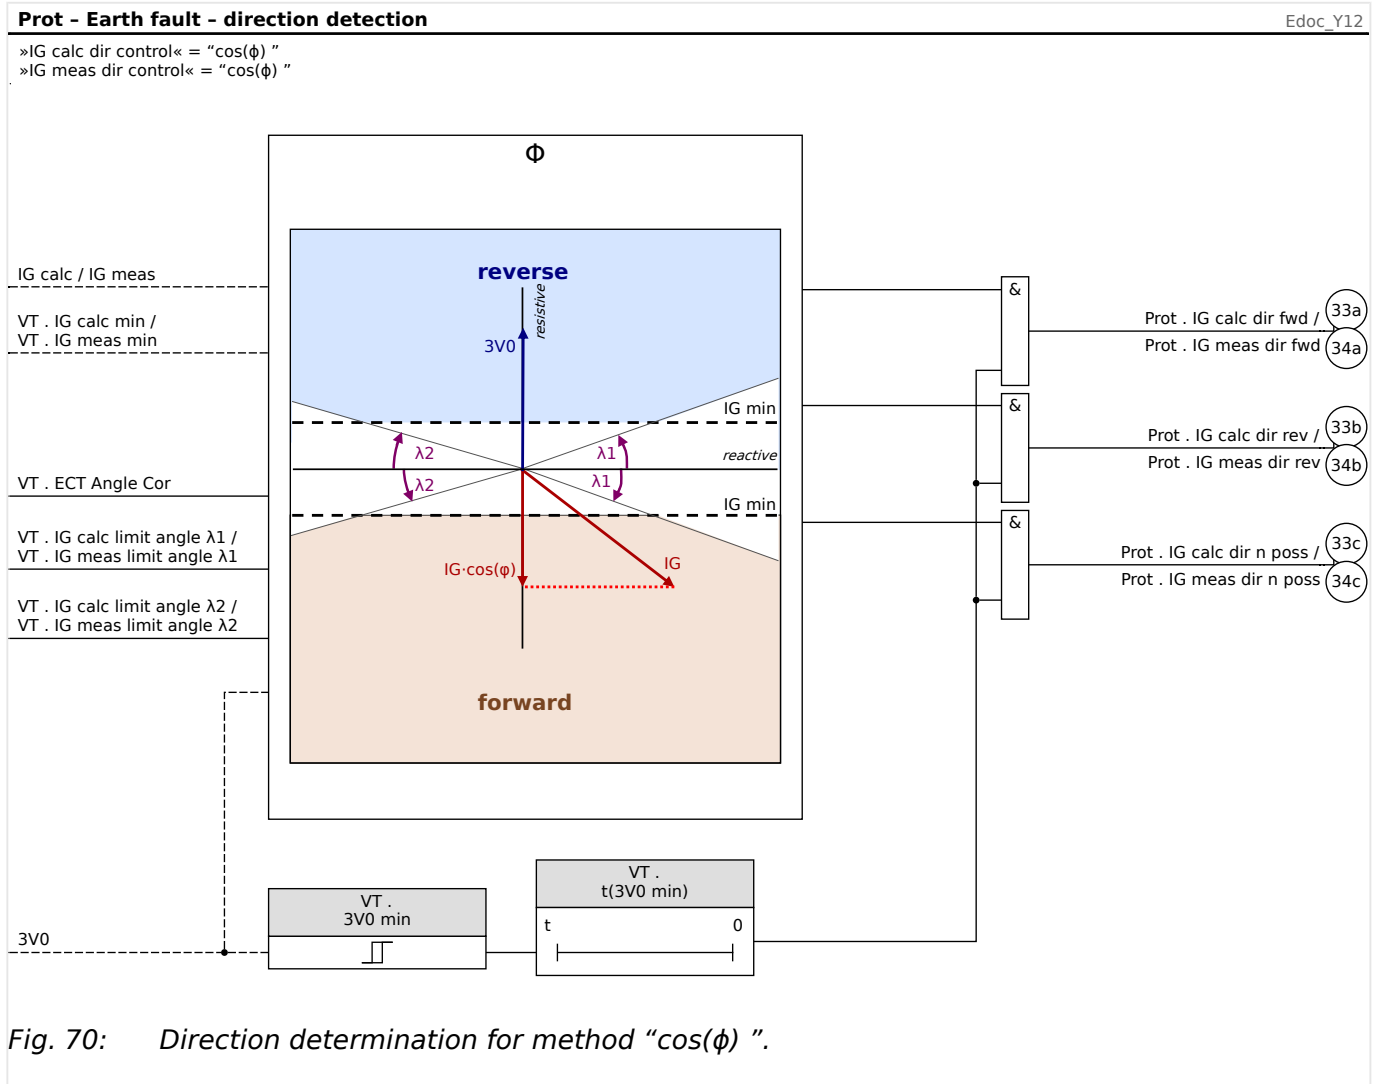 Prot – Earth fault – direction detection
Edoc_Y12
»IG calc dir control« = “cos(ϕ) ”
»IG meas dir control« = “cos(ϕ) ”
Φ
reverse
resistive
3V0
IG min
λ2
λ1
reactive
λ2
λ1
IG min
IG·cos(φ)
IG
forward
IG calc / IG meas
VT . IG calc min /
VT . IG meas min
VT . ECT Angle Cor
VT . IG calc limit angle λ1 /
VT . IG meas limit angle λ1
VT . IG calc limit angle λ2 /
VT . IG meas limit angle λ2
3V0
VT .
3V0 min
VT .
t(3V0 min)
t 0
&
Prot . IG calc dir fwd /
33a
Prot . IG meas dir fwd
34a
&
Prot . IG calc dir rev /
33b
Prot . IG meas dir rev
34b
&
Prot . IG calc dir n poss /
33c
Prot . IG meas dir n poss
34c
Fig. 70: Direction determination for method “cos(ϕ) ”.